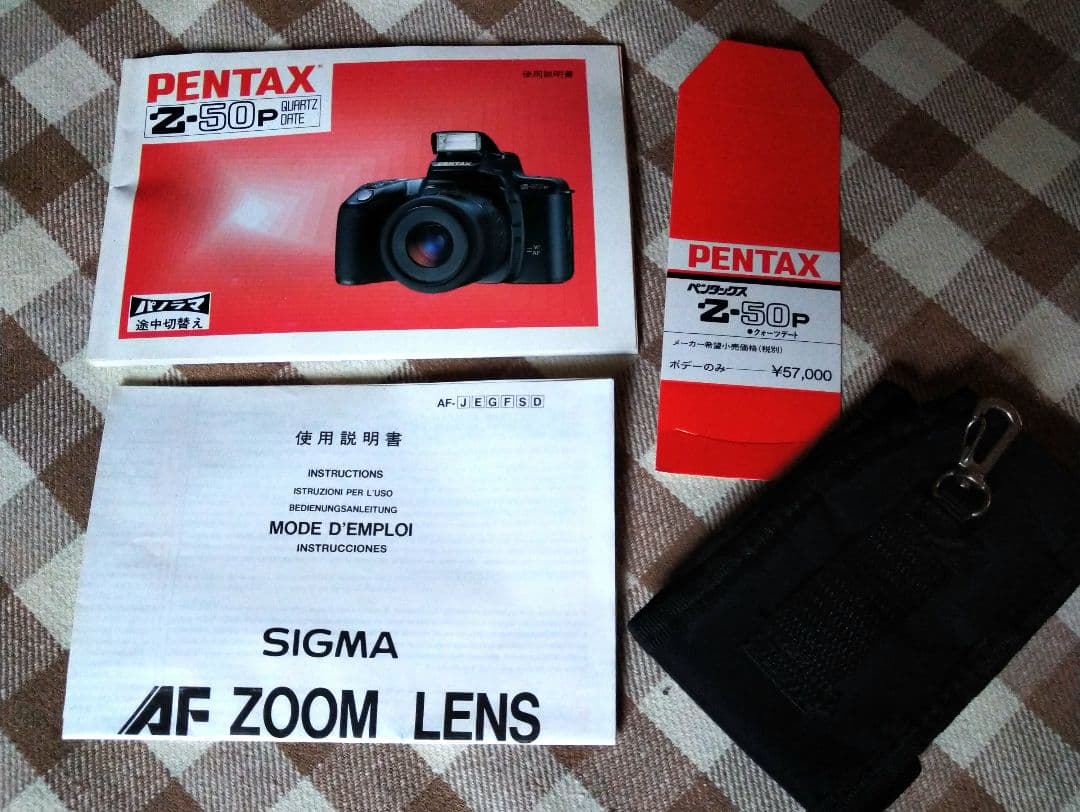 PENTAX
Z-50P QUARTZ DATE
使用説明書
PENTAX
パノラマ
途中切替え
PENTAX
ペンタックス
Z-50P
●クォーツデート
メーカー希望小売価格(税別)
ボデーのみ ¥57,000
AF-JEGFSD
使用説明書
INSTRUCTIONS
ISTRUZIONI PER L'USO
BEDIENUNGSANLEITUNG
MODE D'EMPLOI
INSTRUCCIONES
SIGMA
AF ZOOM LENS